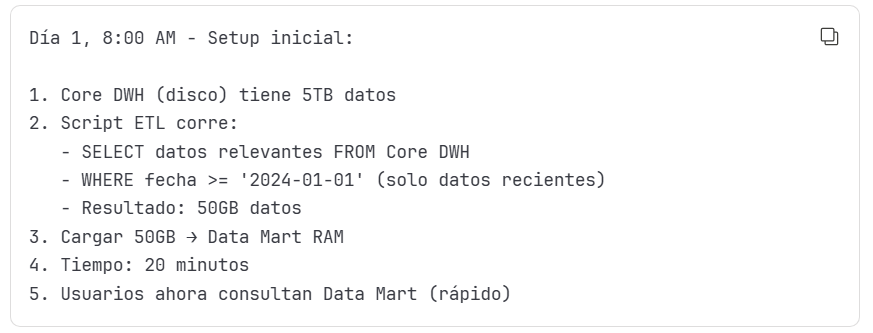 Día 1, 8:00 AM - Setup inicial:
1. Core DWH (disco) tiene 5TB datos
2. Script ETL corre:
- SELECT datos relevantes FROM Core DWH
- WHERE fecha >= '2024-01-01' (solo datos recientes)
- Resultado: 50GB datos
3. Cargar 50GB → Data Mart RAM
4. Tiempo: 20 minutos
5. Usuarios ahora consultan Data Mart (rápido)